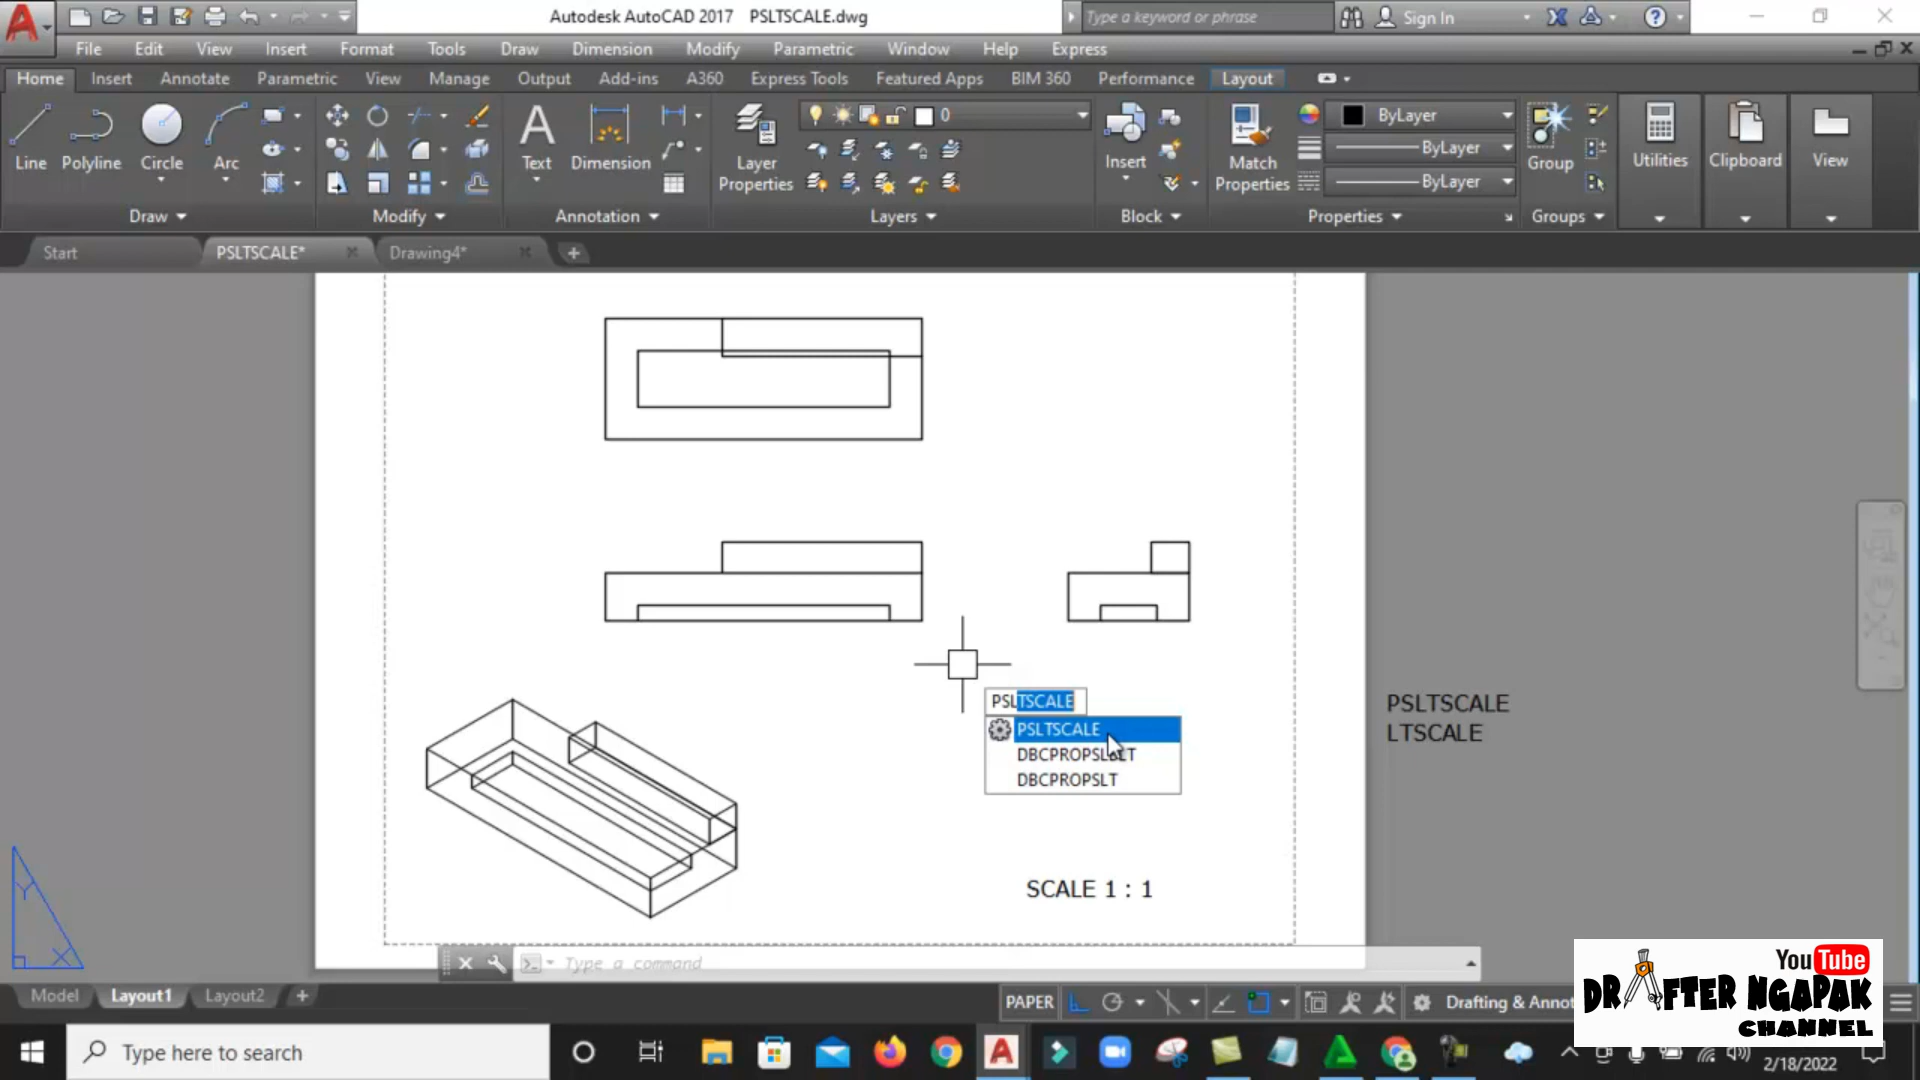 Autodesk AutoCAD 2017 PSLTSCALE.dwg
Type a keyword or phrase
Sign In
File Edit View Insert Format Tools Draw Dimension Modify Parametric Window Help Express
Home Insert Annotate Parametric View Manage Output Add-ins A360 Express Tools Featured Apps BIM 360 Performance Layout
0
ByLayer
ByLayer
ByLayer
Line Polyline Circle Arc
Text Dimension
Layer Properties
Insert
Match Properties
Group
Utilities
Clipboard
View
Draw
Modify
Annotation
Layers
Block
Properties
Groups
Start PSLTSCALE* Drawing4*
PSLTSCALE
PSLTSCALE
DBCPROPSLT
PSLTSCALE
LTSCALE
SCALE 1 : 1
Y
X
Type a command
Model Layout1 Layout2
PAPER
Drafting & Anno
YouTube
DRAFTER NGAPAK
CHANNEL
Type here to search
2/18/2022